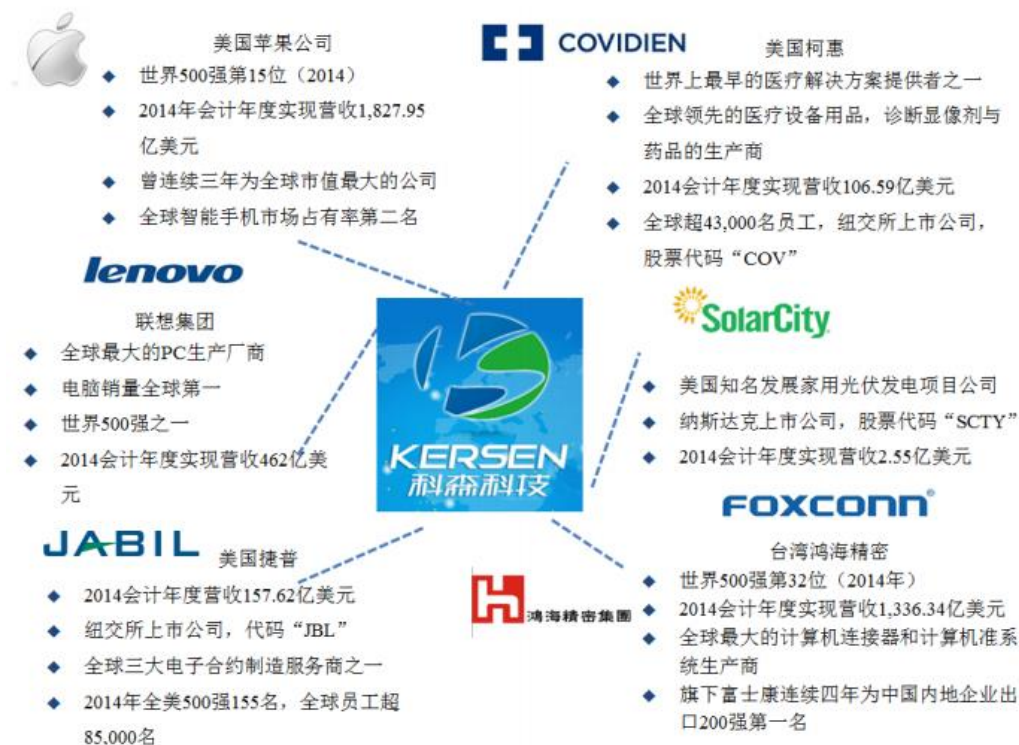 美国苹果公司
世界500强第15位（2014）
2014年会计年度实现营收1,827.95
亿美元
曾连续三年为全球市值最大的公司
全球智能手机市场占有率第二名
COVIDIEN
美国柯惠
世界上最早的医疗解决方案提供者之一
全球领先的医疗设备用品，诊断显像剂与
药品的生产商
2014会计年度实现营收106.59亿美元
全球超43,000名员工，纽交所上市公司，
股票代码“COV”
lenovo
联想集团
全球最大的PC生产厂商
电脑销量全球第一
世界500强之一
2014会计年度实现营收462亿美
元
KERSEN
科森科技
SolarCity
美国知名发展家用光伏发电项目公司
纳斯达克上市公司，股票代码“SCTY”
2014会计年度实现营收2.55亿美元
JABIL
美国捷普
2014会计年度营收157.62亿美元
纽交所上市公司，代码“JBL”
全球三大电子合约制造服务商之一
2014年全美500强155名，全球员工超
85,000名
鴻海精密集團
FOXCONN
台湾鸿海精密
世界500强第32位（2014年）
2014会计年度实现营收1,336.34亿美元
全球最大的计算机连接器和计算机准系
统生产商
旗下富士康连续四年为中国内地企业出
口200强第一名